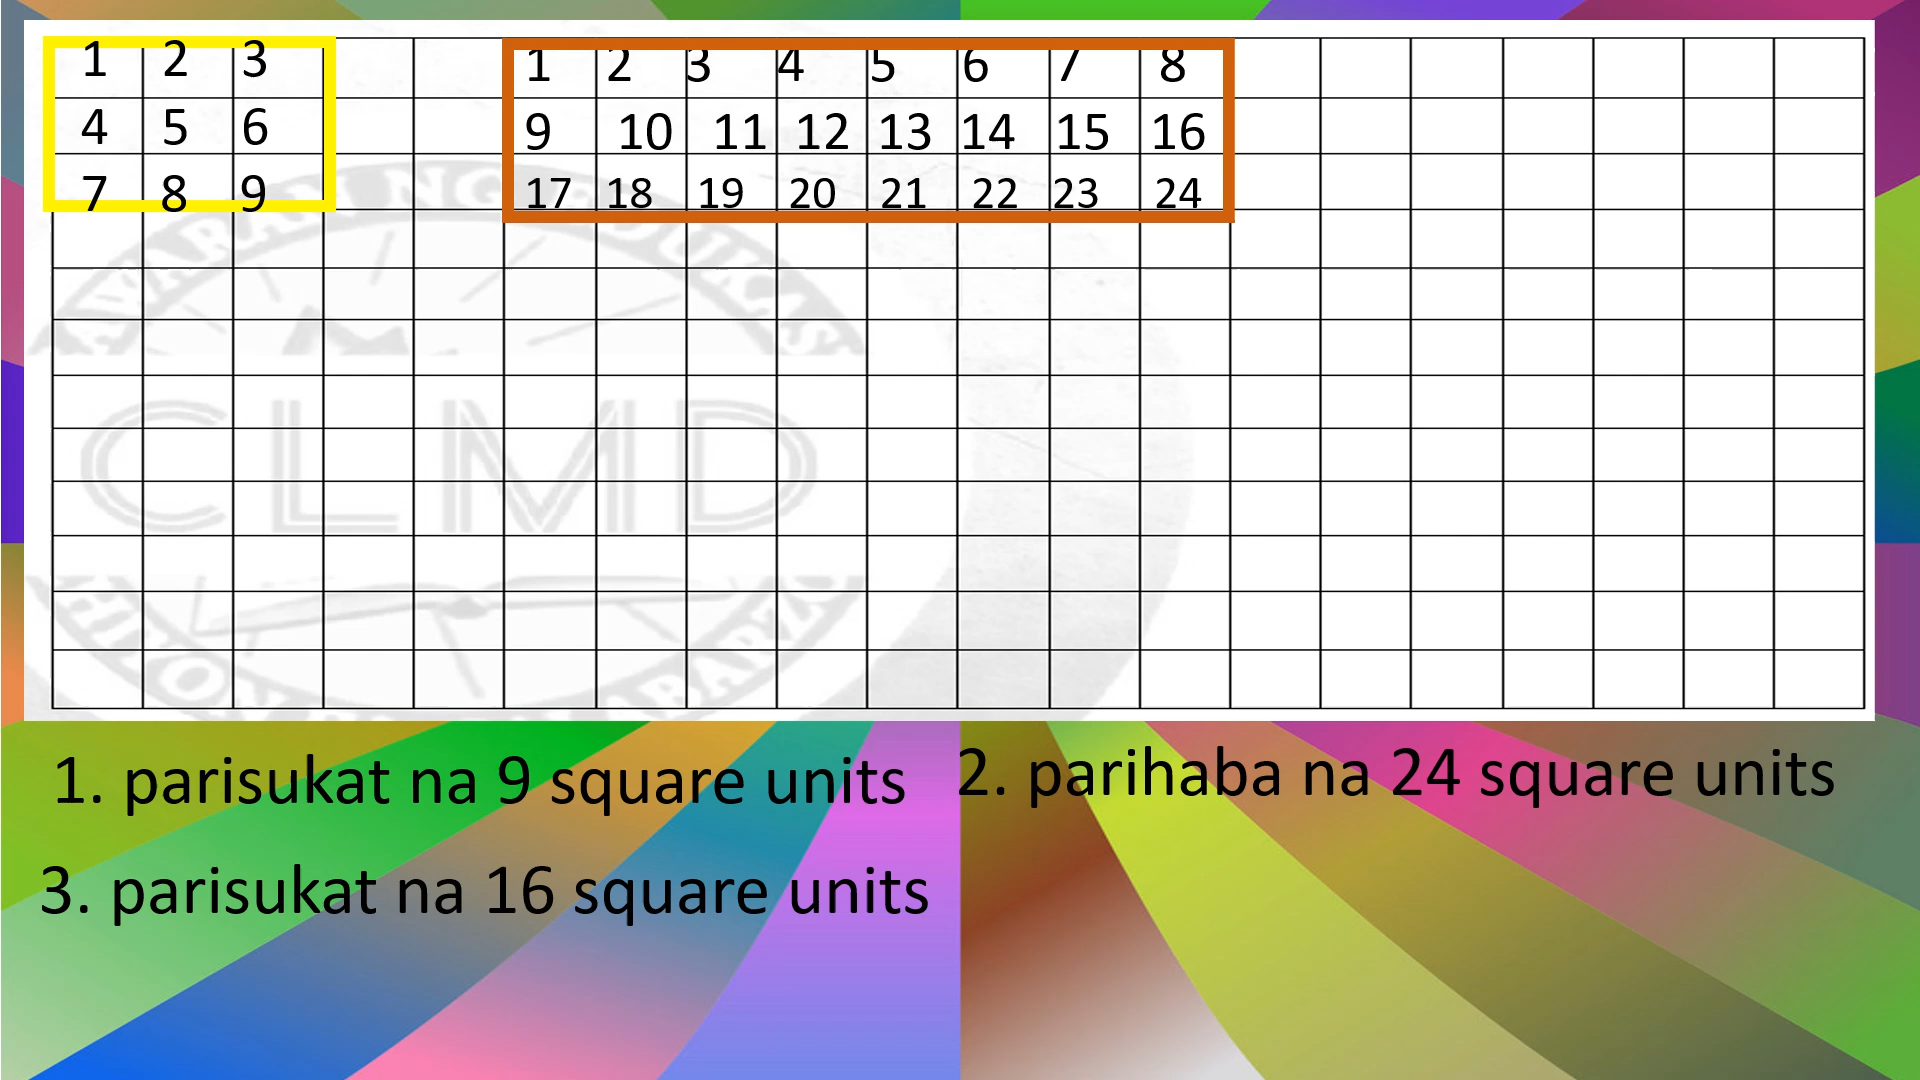 1 2 3
4 5 6
7 8 9
1 2 3 4 5 6 7 8
9 10 11 12 13 14 15 16
17 18 19 20 21 22 23 24
CLMD
1. parisukat na 9 square units
2. parihaba na 24 square units
3. parisukat na 16 square units